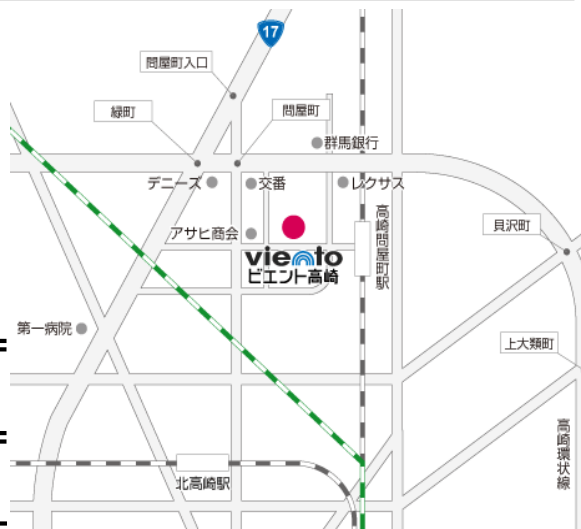 17
問屋町入口
緑町
問屋町
群馬銀行
デニーズ
交番
レクサス
アサヒ商会
高崎問屋町駅
貝沢町
viento
ビエント高崎
第一病院
上大類町
高崎環状線
北高崎駅